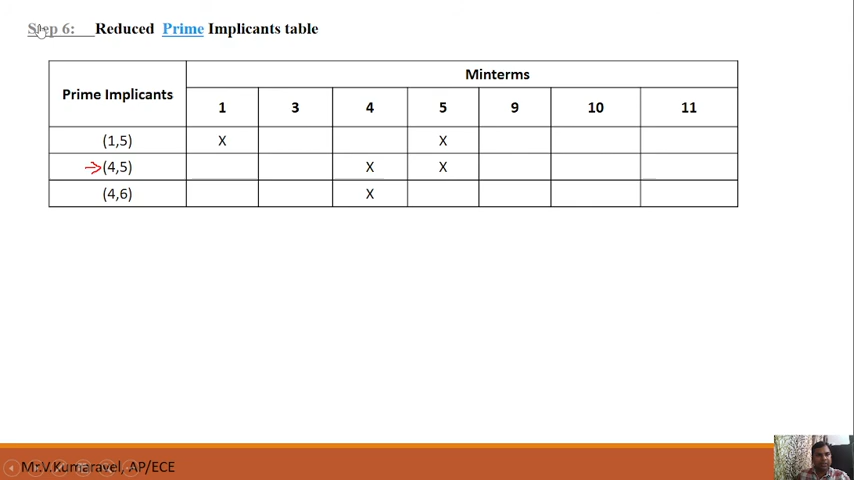 Step 6: Reduced Prime Implicants table
Prime Implicants Minterms
1 3 4 5 9 10 11
(1,5) X X
(4,5) X X
(4,6) X
Mr.V.Kumaravel, AP/ECE